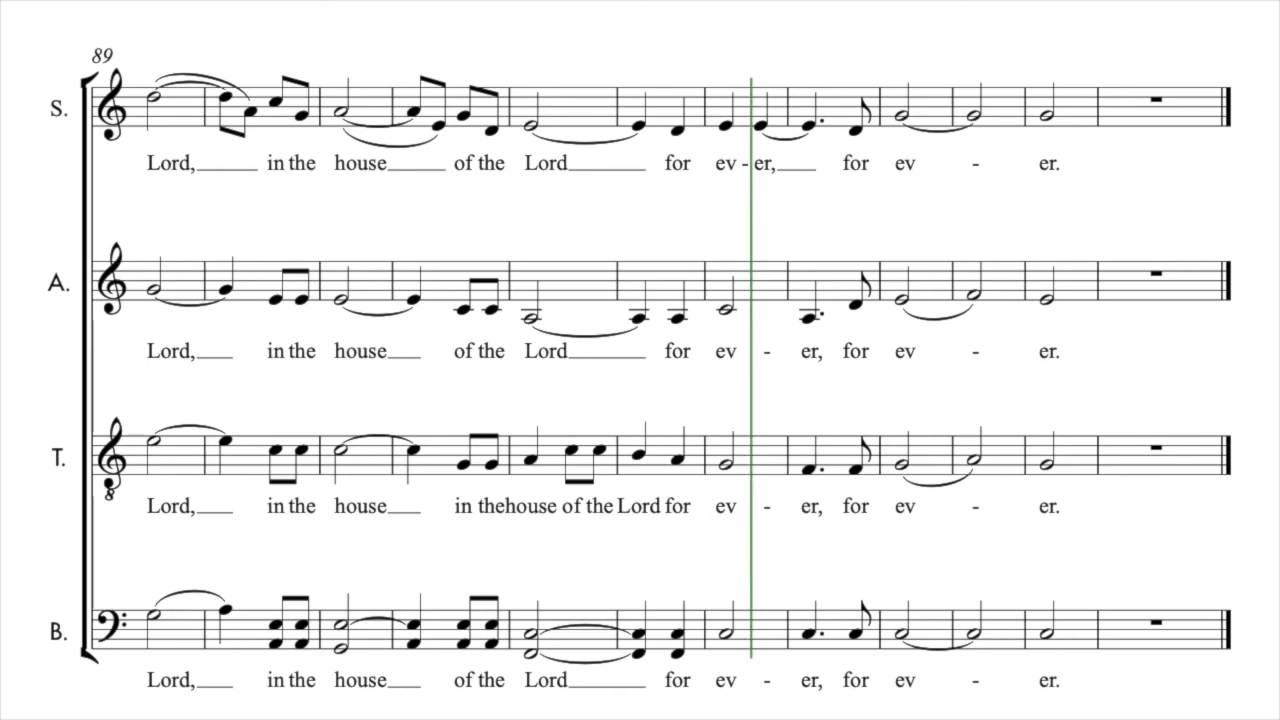 89
S.
Lord, in the house of the Lord for ev - er, for ev - er.
A.
Lord, in the house of the Lord for ev - er, for ev - er.
T.
8
Lord, in the house in the house of the Lord for ev - er, for ev - er.
B.
Lord, in the house of the Lord for ev - er, for ev - er.